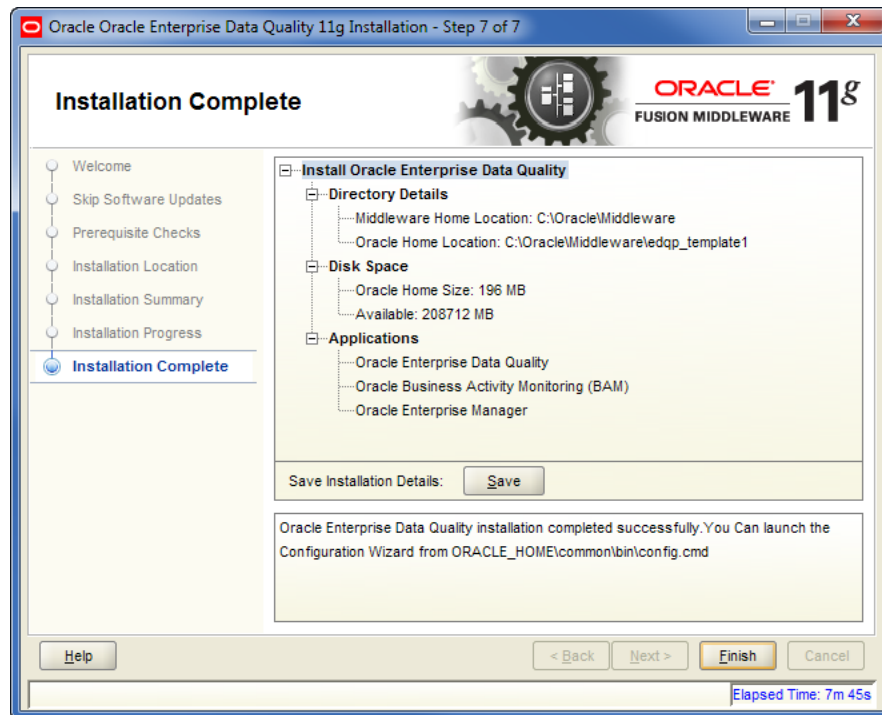 Oracle Oracle Enterprise Data Quality 11g Installation - Step 7 of 7
Installation Complete
ORACLE
FUSION MIDDLEWARE
11g
Welcome
Skip Software Updates
Prerequisite Checks
Installation Location
Installation Summary
Installation Progress
Installation Complete
Install Oracle Enterprise Data Quality
Directory Details
Middleware Home Location: C:\Oracle\Middleware
Oracle Home Location: C:\Oracle\Middleware\edqp_template1
Disk Space
Oracle Home Size: 196 MB
Available: 208712 MB
Applications
Oracle Enterprise Data Quality
Oracle Business Activity Monitoring (BAM)
Oracle Enterprise Manager
Save Installation Details: Save
Oracle Enterprise Data Quality installation completed successfully.You Can launch the
Configuration Wizard from ORACLE_HOME\common\bin\config.cmd
Help < Back Next > Finish Cancel
Elapsed Time: 7m 45s